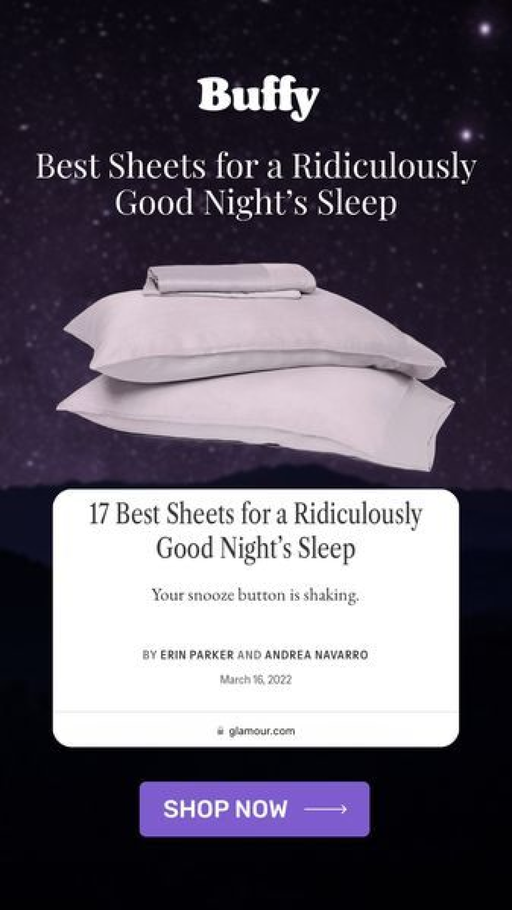 Buffy
Best Sheets for a Ridiculously
Good Night’s Sleep
17 Best Sheets for a Ridiculously
Good Night’s Sleep
Your snooze button is shaking.
BY ERIN PARKER AND ANDREA NAVARRO
March 16, 2022
glamour.com
SHOP NOW